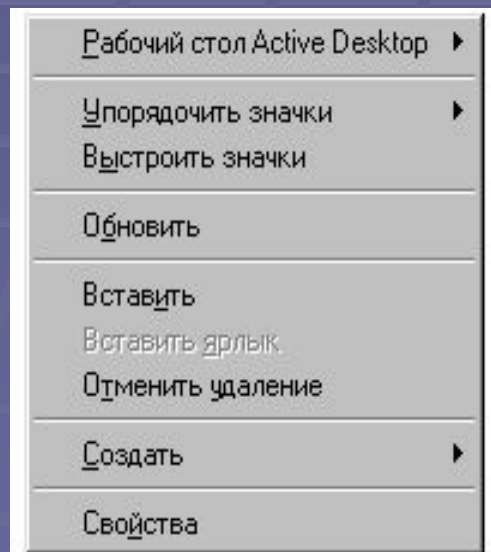 Рабочий стол Active Desktop
Упорядочить значки
Выстроить значки
Обновить
Вставить
Вставить ярлык
Отменить удаление
Создать
Свойства